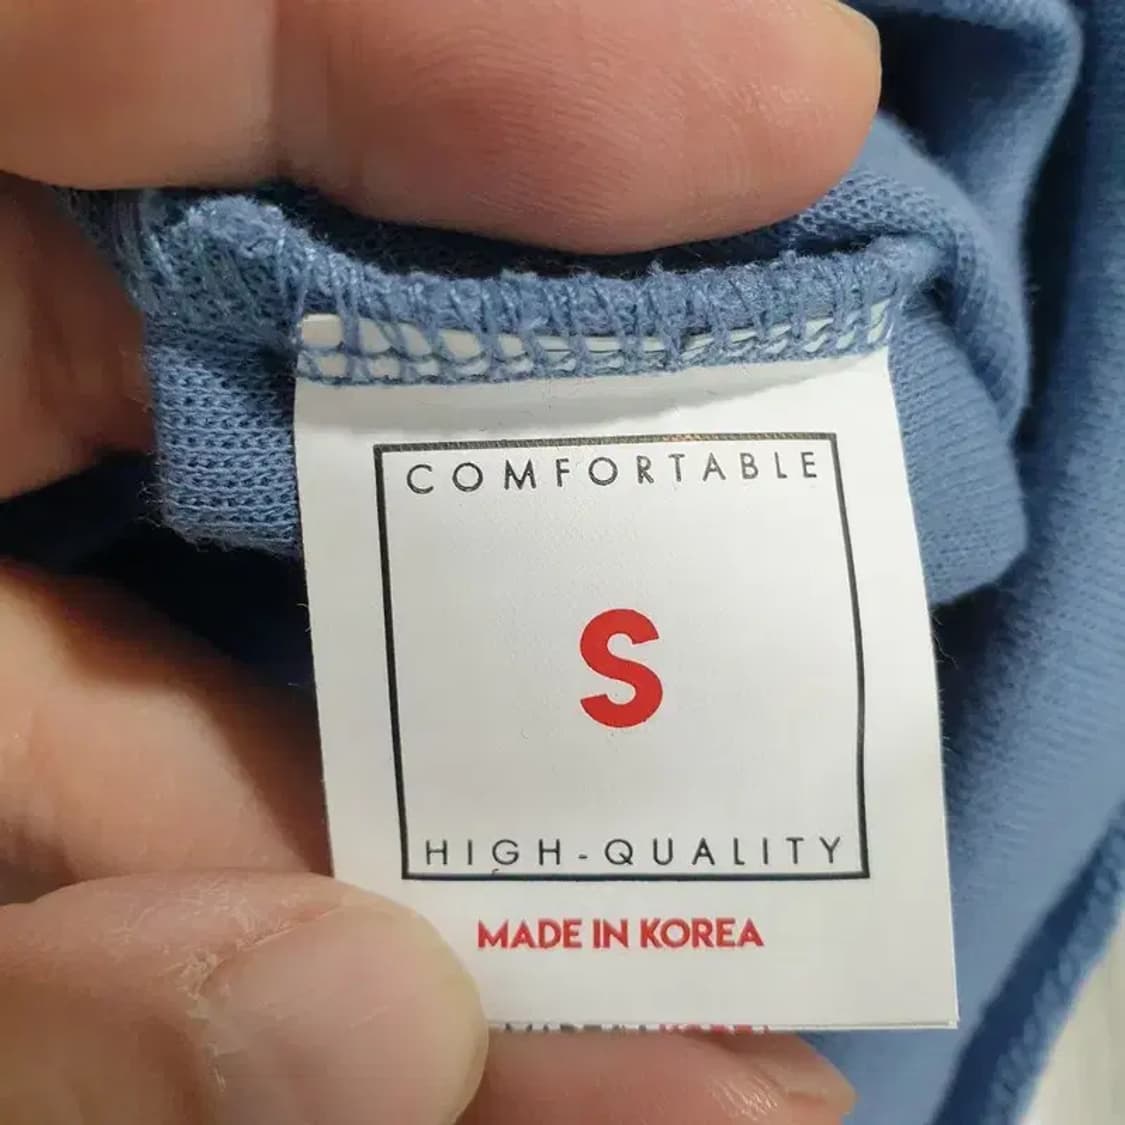 COMFORTABLE
S
HIGH-QUALITY
MADE IN KOREA